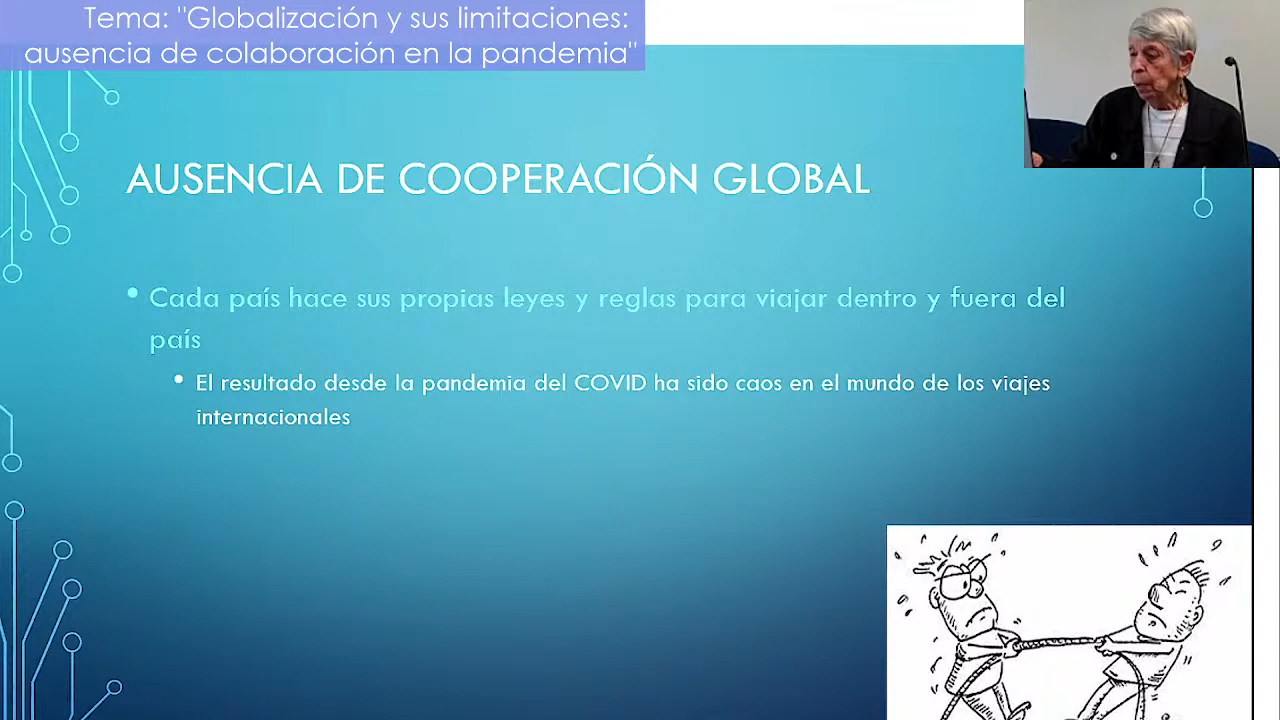 Tema: "Globalización y sus limitaciones:
ausencia de colaboración en la pandemia"
AUSENCIA DE COOPERACIÓN GLOBAL
• Cada país hace sus propias leyes y reglas para viajar dentro y fuera del
país
• El resultado desde la pandemia del COVID ha sido caos en el mundo de los viajes
internacionales